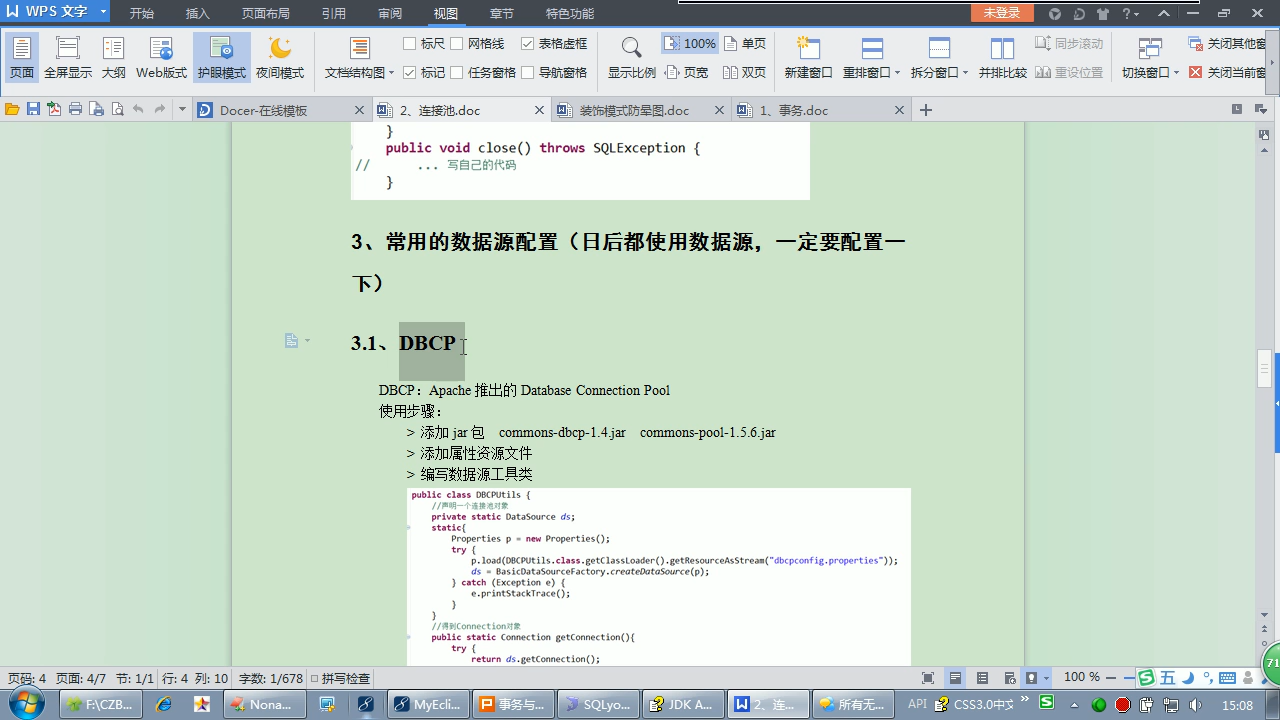 WPS 文字
开始 插入 页面布局 引用 审阅 视图 章节 特色功能
未登录
页面 全屏显示 大纲 Web版式 护眼模式 夜间模式 文档结构图
标尺 网格线 表格虚框
标记 任务窗格 导航窗格
显示比例 100% 单页
页宽 双页
新建窗口 重排窗口 拆分窗口 并排比较 同步滚动
重设位置
切换窗口 关闭其他窗
关闭当前窗
Docer-在线模板 2、连接池.doc 装饰模式防晕图.doc 1、事务.doc
}
public void close() throws SQLException {
// ... 写自己的代码
}
3、常用的数据源配置（日后都使用数据源，一定要配置一
下）
3.1、DBCP
DBCP：Apache 推出的 Database Connection Pool
使用步骤：
> 添加 jar 包 commons-dbcp-1.4.jar commons-pool-1.5.6.jar
> 添加属性资源文件
> 编写数据源工具类
public class DBCPUtils {
//声明一个连接池对象
private static DataSource ds;
static{
Properties p = new Properties();
try {
p.load(DBCPUtils.class.getClassLoader().getResourceAsStream("dbcpconfig.properties"));
ds = BasicDataSourceFactory.createDataSource(p);
} catch (Exception e) {
e.printStackTrace();
}
}
//得到Connection对象
public static Connection getConnection(){
try {
return ds.getConnection();
页码: 4 页面: 4/7 节: 1/1 行: 4 列: 10 字数: 1/678 拼写检查
100 %
五
71
F:\CZB... Nona... MyEcli... 事务与... SQLyo... JDK A... 2、连... 所有无... API CSS3.0中文 15:08